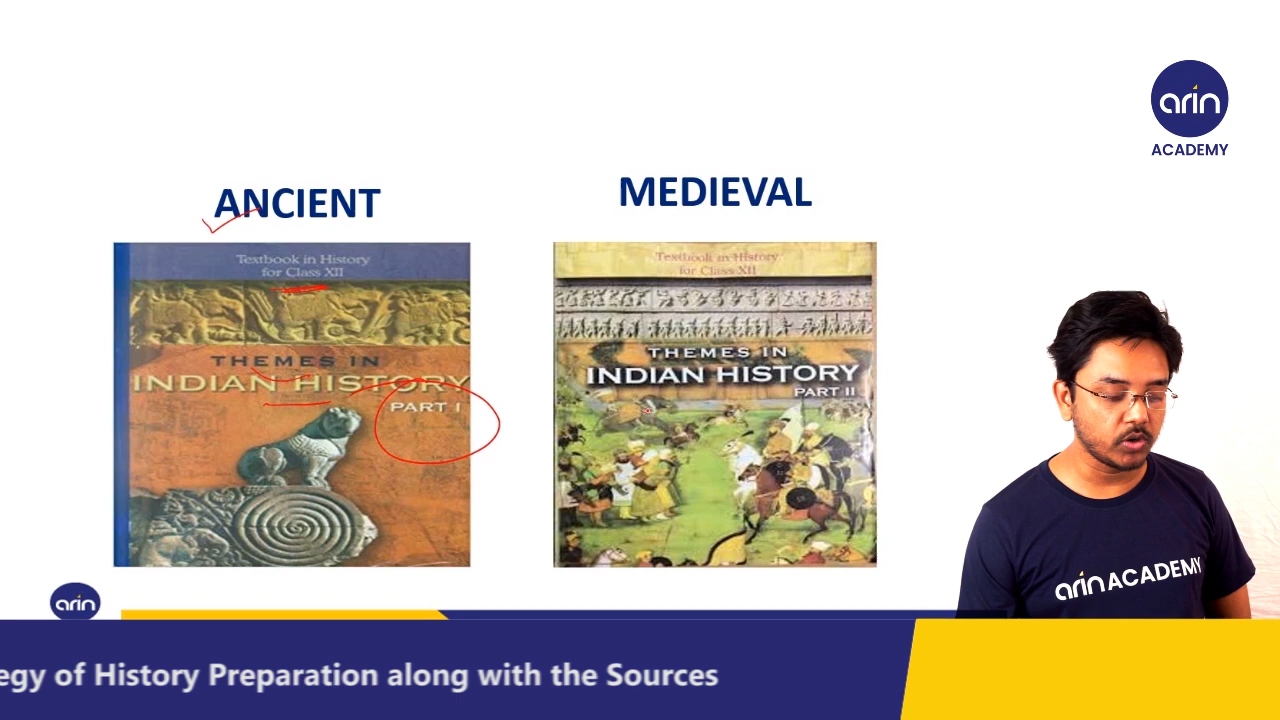 arin
ACADEMY
ANCIENT
MEDIEVAL
Textbook in History
for Class XII
THEMES IN
INDIAN HISTORY
PART I
Textbook in History
for Class XII
THEMES IN
INDIAN HISTORY
PART II
arin ACADEMY
arin
egy of History Preparation along with the Sources